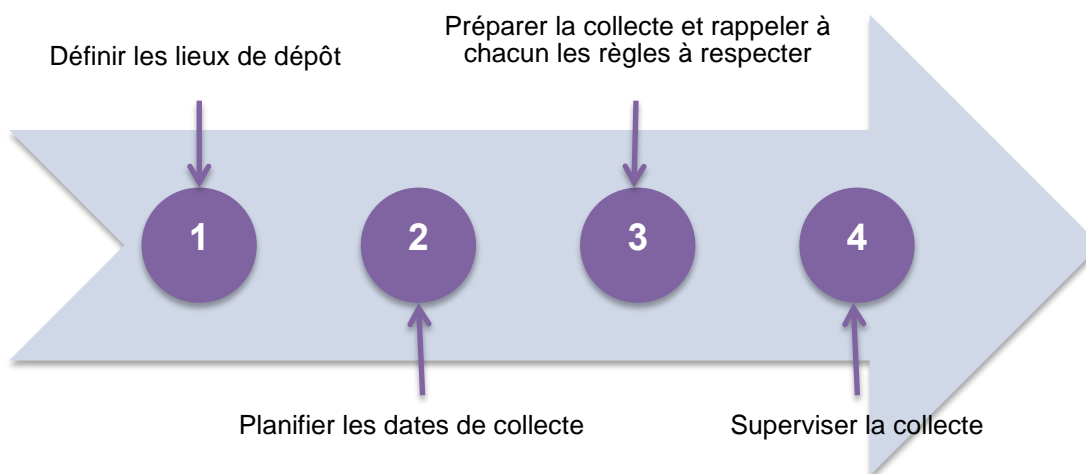 Définir les lieux de dépôt
Préparer la collecte et rappeler à
chacun les règles à respecter
1
2
3
4
Planifier les dates de collecte
Superviser la collecte